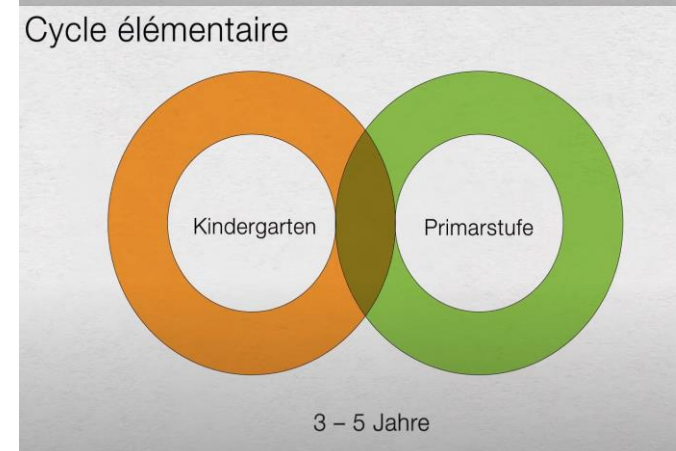 Cycle élémentaire
Kindergarten
Primarstufe
3 – 5 Jahre